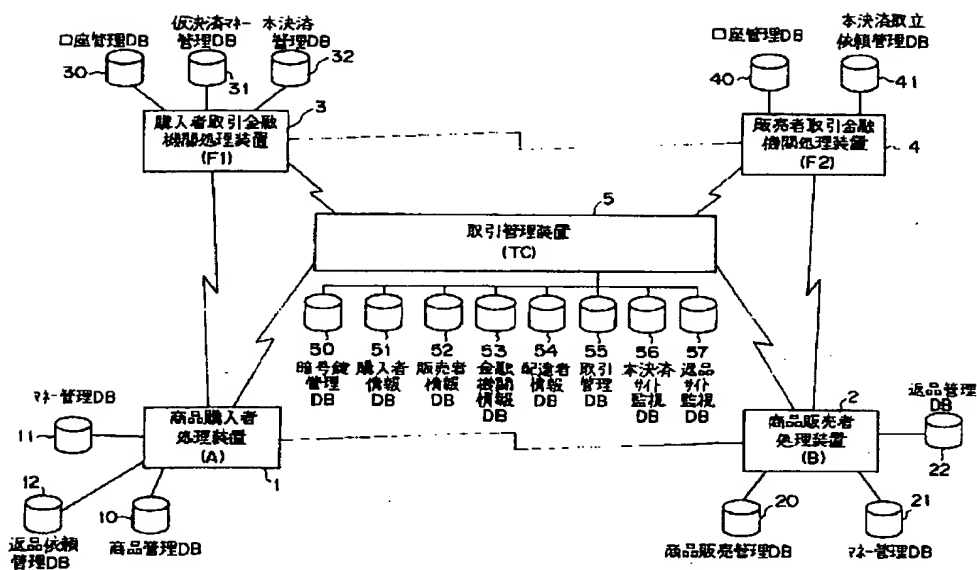 口座管理DB
30
仮決済マネー
管理DB
31
本決済
管理DB
32
口座管理DB
40
本決済取立
依頼管理DB
41
3
購入者取引金融
機関処理装置
(F1)
販売者取引金融
機関処理装置
(F2)
4
5
取引管理装置
(TC)
50
暗号鍵
管理
DB
51
購入者
情報
DB
52
販売者
情報
DB
53
金融
機関
情報
DB
54
配達者
情報
DB
55
取引
管理
DB
56
本決済
サイト
監視
DB
57
返品
サイト
監視
DB
マネー管理DB
11
商品購入者
処理装置
(A)
1
12
返品依頼
管理DB
10
商品管理DB
2
商品販売者
処理装置
(B)
返品管理
DB
22
20
商品販売管理DB
21
マネー管理DB